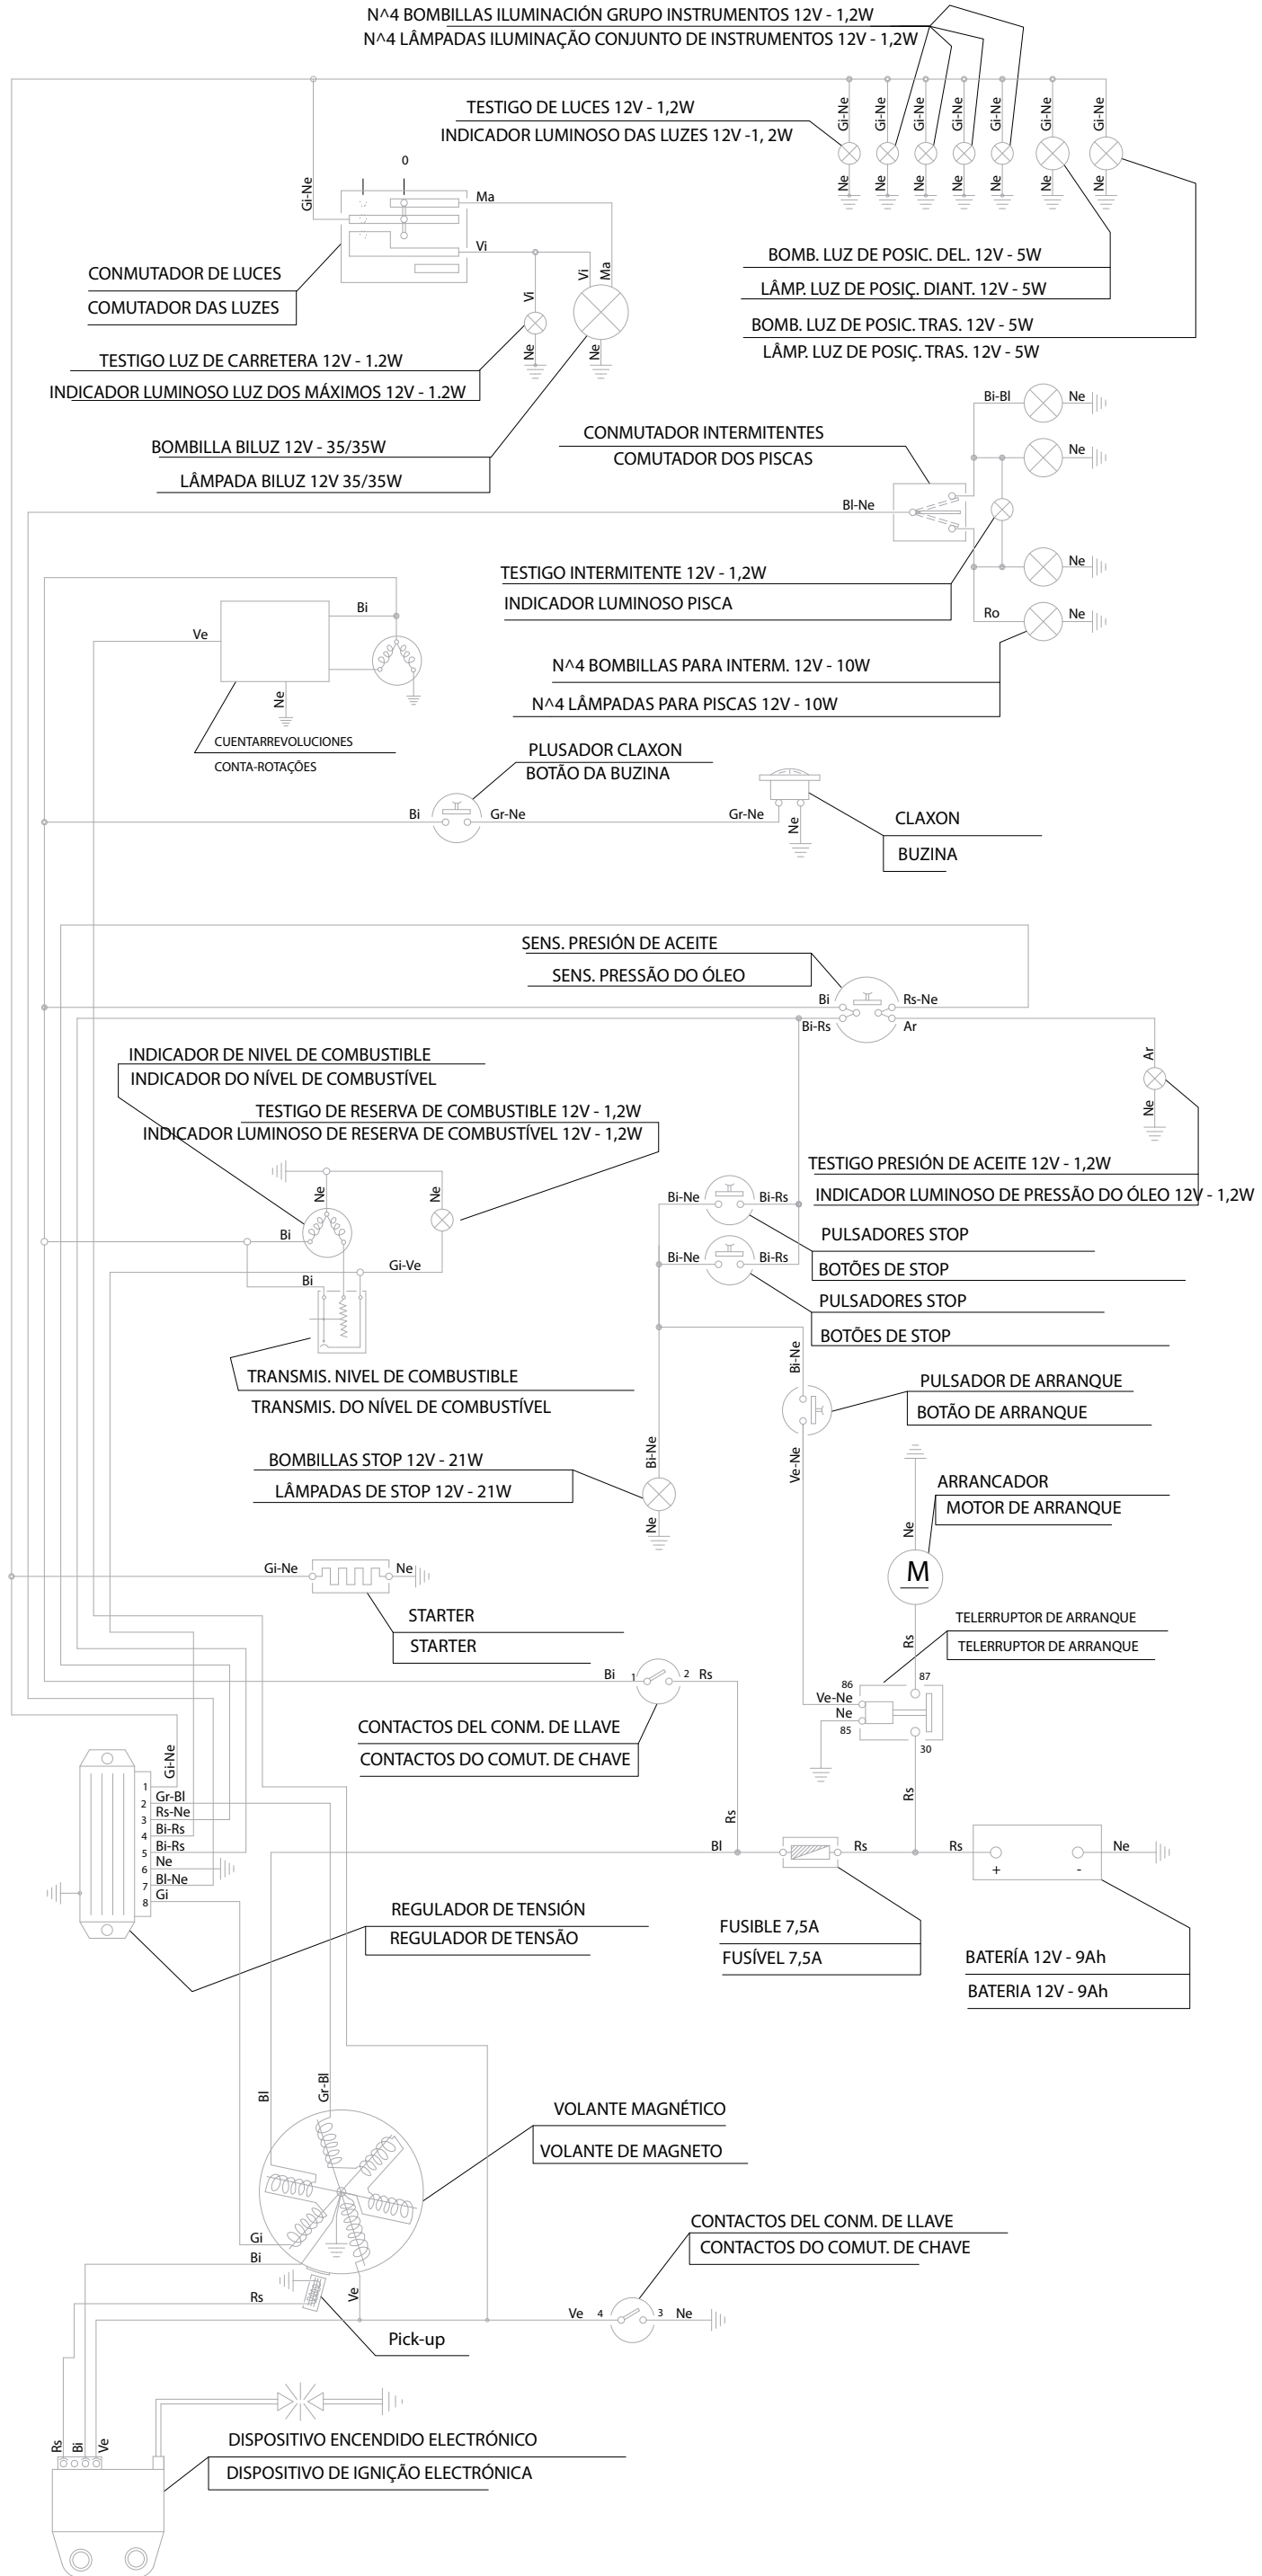 N^4 BOMBILLAS ILUMINACIÓN GRUPO INSTRUMENTOS 12V - 1,2W
N^4 LÂMPADAS ILUMINAÇÃO CONJUNTO DE INSTRUMENTOS 12V - 1,2W
TESTIGO DE LUCES 12V - 1,2W
INDICADOR LUMINOSO DAS LUZES 12V -1, 2W
Gi-Ne Gi-Ne Gi-Ne Gi-Ne Gi-Ne Gi-Ne Gi-Ne
Ne Ne Ne Ne Ne Ne Ne
0
Gi-Ne
Ma
Vi
Vi Ma
Vi
Ne
Ne
CONMUTADOR DE LUCES
COMUTADOR DAS LUZES
BOMB. LUZ DE POSIC. DEL. 12V - 5W
LÂMP. LUZ DE POSIÇ. DIANT. 12V - 5W
BOMB. LUZ DE POSIC. TRAS. 12V - 5W
LÂMP. LUZ DE POSIÇ. TRAS. 12V - 5W
TESTIGO LUZ DE CARRETERA 12V - 1.2W
INDICADOR LUMINOSO LUZ DOS MÁXIMOS 12V - 1.2W
BOMBILLA BILUZ 12V - 35/35W
LÂMPADA BILUZ 12V 35/35W
CONMUTADOR INTERMITENTES
COMUTADOR DOS PISCAS
Bi-Bl Ne
Ne
Bl-Ne
Ne
Ro Ne
TESTIGO INTERMITENTE 12V - 1,2W
INDICADOR LUMINOSO PISCA
N^4 BOMBILLAS PARA INTERM. 12V - 10W
N^4 LÂMPADAS PARA PISCAS 12V - 10W
Bi
Ve
Ne
CUENTARREVOLUCIONES
CONTA-ROTAÇÕES
PLUSADOR CLAXON
BOTÃO DA BUZINA
Bi Gr-Ne Gr-Ne
Ne
CLAXON
BUZINA
SENS. PRESIÓN DE ACEITE
SENS. PRESSÃO DO ÓLEO
Bi Rs-Ne
Bi-Rs Ar
Ar
Ne
INDICADOR DE NIVEL DE COMBUSTIBLE
INDICADOR DO NÍVEL DE COMBUSTÍVEL
TESTIGO DE RESERVA DE COMBUSTIBLE 12V - 1,2W
INDICADOR LUMINOSO DE RESERVA DE COMBUSTÍVEL 12V - 1,2W
TESTIGO PRESIÓN DE ACEITE 12V - 1,2W
INDICADOR LUMINOSO DE PRESSÃO DO ÓLEO 12V - 1,2W
Ne Ne
Bi
Gi-Ve
Bi
Bi-Ne Bi-Rs
Bi-Ne Bi-Rs
PULSADORES STOP
BOTÕES DE STOP
PULSADORES STOP
BOTÕES DE STOP
TRANSMIS. NIVEL DE COMBUSTIBLE
TRANSMIS. DO NÍVEL DE COMBUSTÍVEL
Bi-Ne
PULSADOR DE ARRANQUE
BOTÃO DE ARRANQUE
Bi-Ne
Ve-Ne
BOMBILLAS STOP 12V - 21W
LÂMPADAS DE STOP 12V - 21W
Ne
ARRANCADOR
MOTOR DE ARRANQUE
Ne
M
Gi-Ne Ne
STARTER
STARTER
TELERRUPTOR DE ARRANQUE
TELERRUPTOR DE ARRANQUE
Rs
Bi 1 2 Rs
86 87
Ve-Ne
Ne
85
30
CONTACTOS DEL CONM. DE LLAVE
CONTACTOS DO COMUT. DE CHAVE
Gi-Ne
1
2 Gr-Bl
3 Rs-Ne
4 Bi-Rs
5 Bi-Rs
6 Ne
7 Bl-Ne
8 Gi
Rs
Rs
Bl Rs Rs Ne
+ -
REGULADOR DE TENSIÓN
REGULADOR DE TENSÃO
FUSIBLE 7,5A
FUSÍVEL 7,5A
BATERÍA 12V - 9Ah
BATERIA 12V - 9Ah
Bl Gr-Bl
VOLANTE MAGNÉTICO
VOLANTE DE MAGNETO
Gi
Bi
Rs
Ve
CONTACTOS DEL CONM. DE LLAVE
CONTACTOS DO COMUT. DE CHAVE
Ve 4 3 Ne
Pick-up
Rs Bi Ve
DISPOSITIVO ENCENDIDO ELECTRÓNICO
DISPOSITIVO DE IGNIÇÃO ELECTRÓNICA